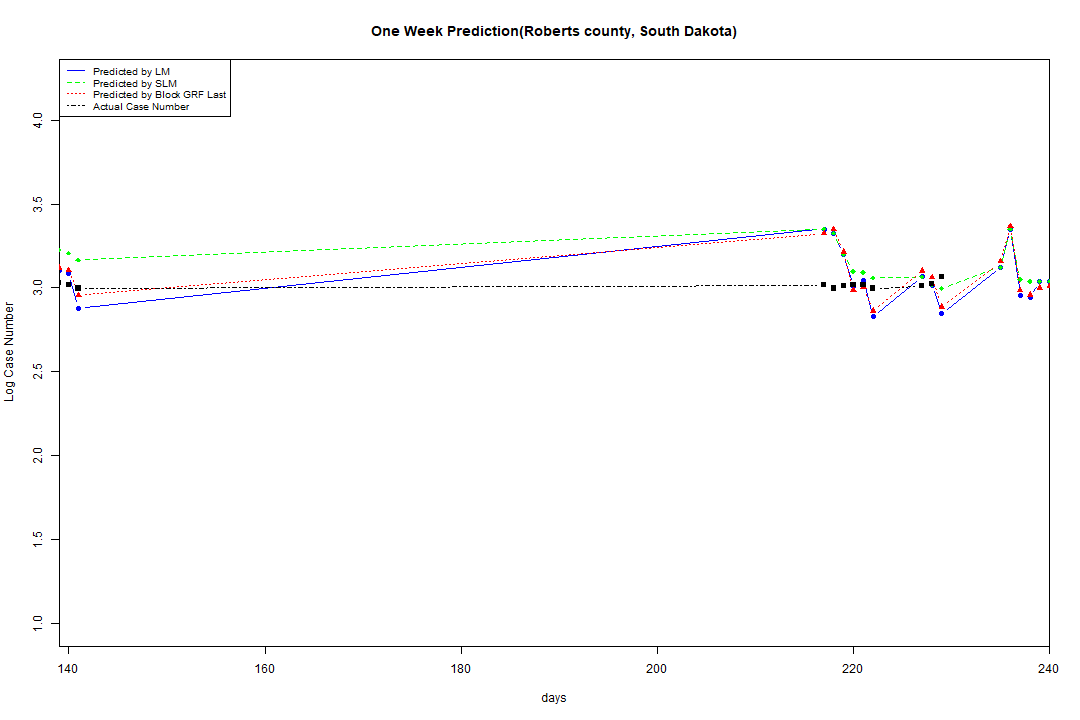 One Week Prediction(Roberts county, South Dakota)
Predicted by LM
Predicted by SLM
Predicted by Block GRF Last
Actual Case Number
4.0
3.5
3.0
2.5
2.0
1.5
1.0
Log Case Number
140 160 180 200 220 240
days